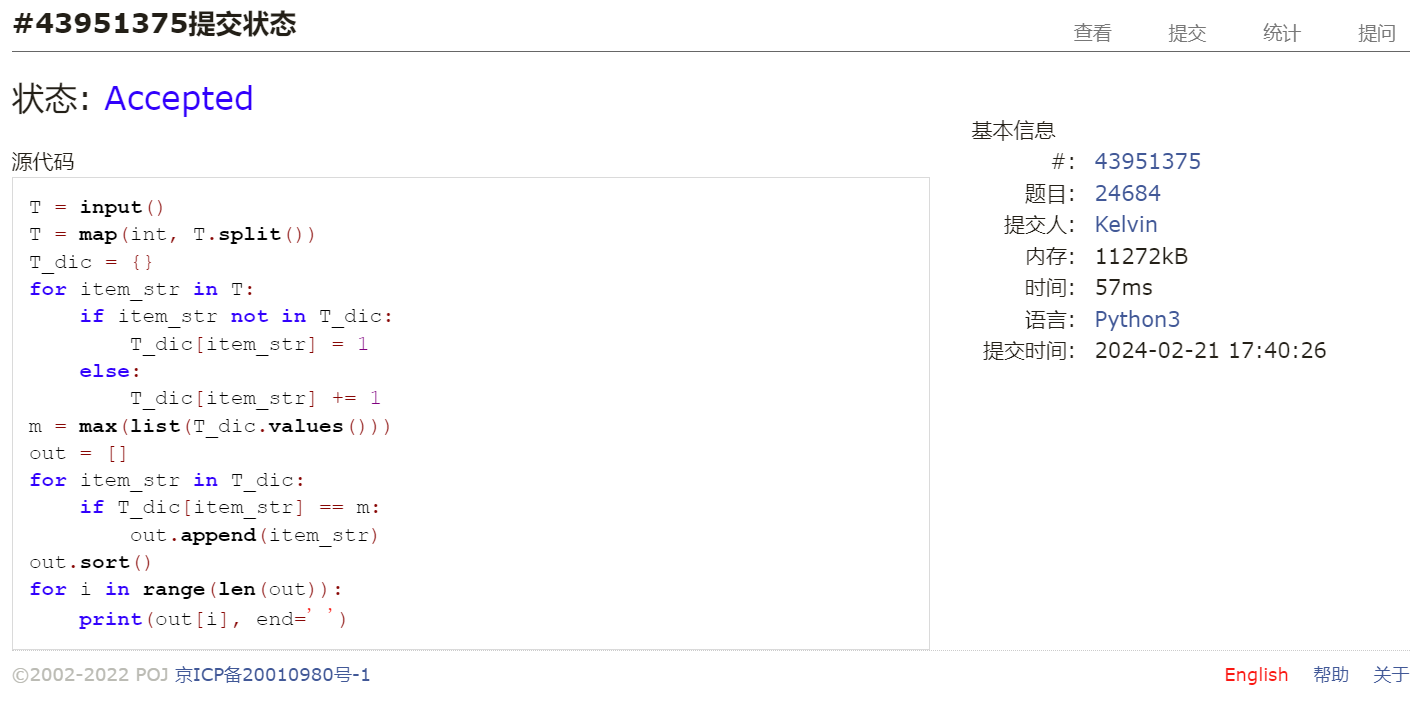 #43951375提交状态
查看 提交 统计 提问
状态: Accepted
源代码
T = input()
T = map(int, T.split())
T_dic = {}
for item_str in T:
    if item_str not in T_dic:
        T_dic[item_str] = 1
    else:
        T_dic[item_str] += 1
m = max(list(T_dic.values()))
out = []
for item_str in T_dic:
    if T_dic[item_str] == m:
        out.append(item_str)
out.sort()
for i in range(len(out)):
    print(out[i], end=' ')
基本信息
#: 43951375
题目: 24684
提交人: Kelvin
内存: 11272kB
时间: 57ms
语言: Python3
提交时间: 2024-02-21 17:40:26
©2002-2022 POJ 京ICP备20010980号-1
English 帮助 关于